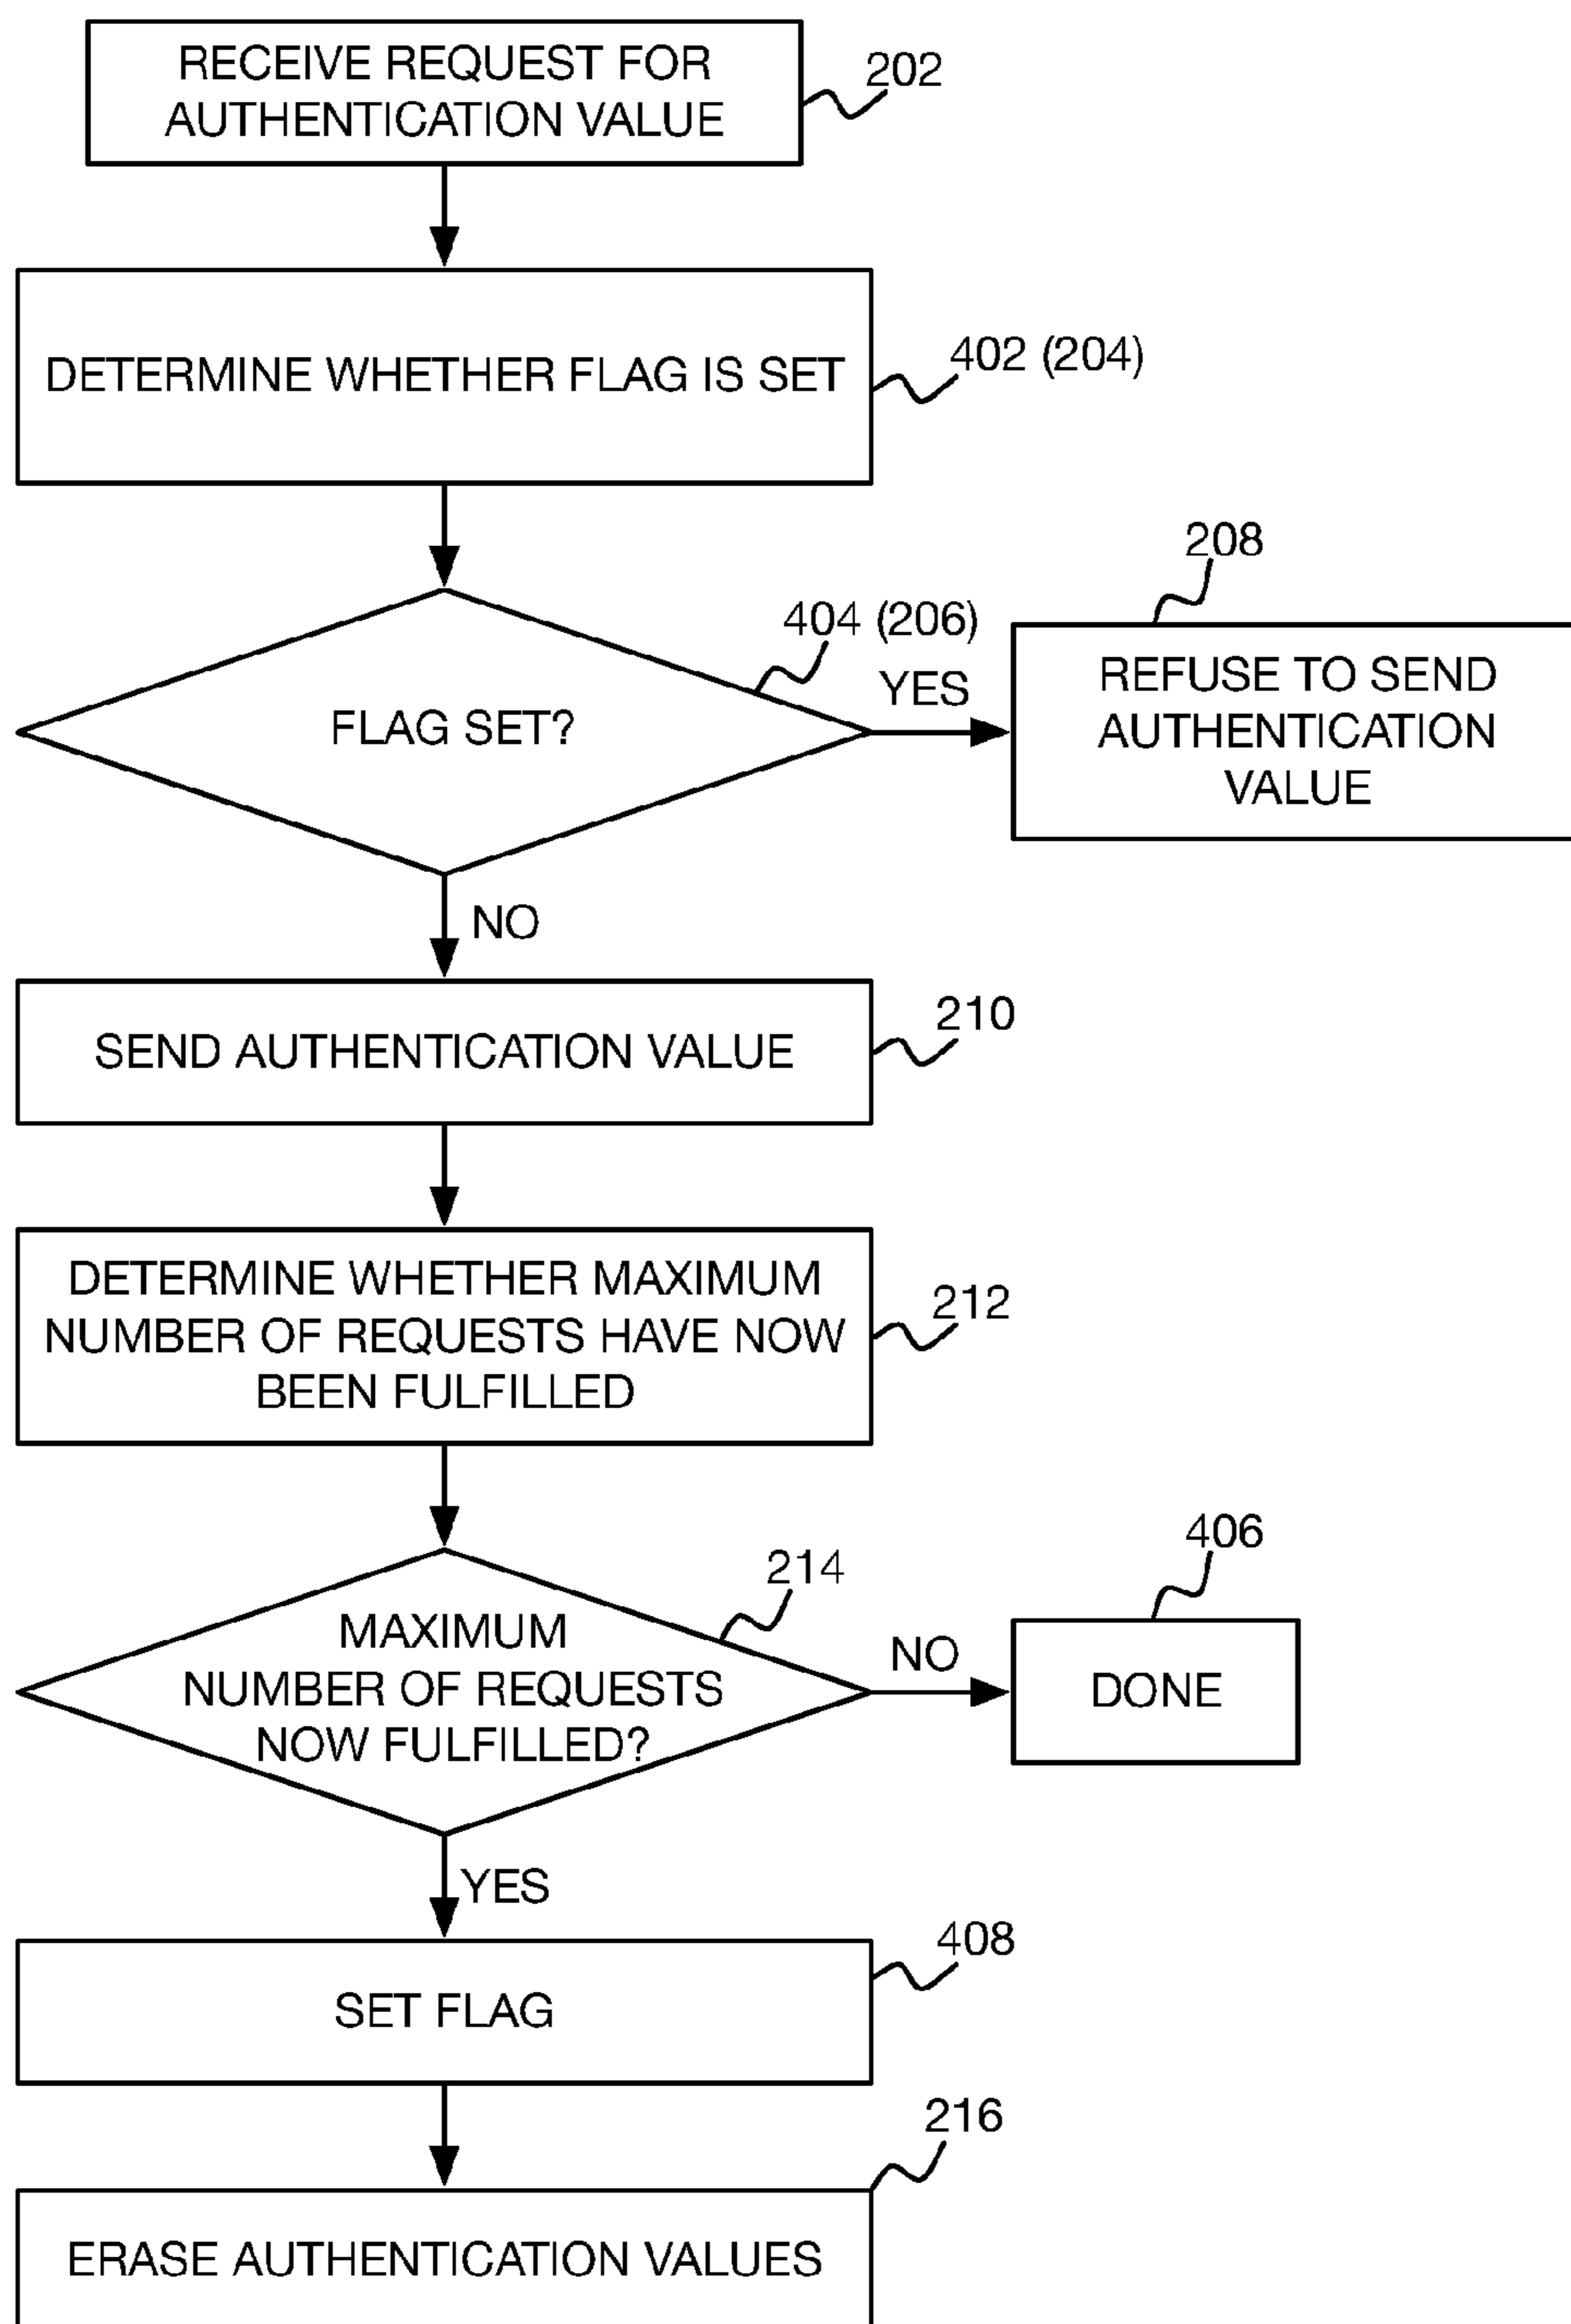 RECEIVE REQUEST FOR
AUTHENTICATION VALUE
202
DETERMINE WHETHER FLAG IS SET
402 (204)
404 (206)
FLAG SET?
YES
208
REFUSE TO SEND
AUTHENTICATION
VALUE
NO
SEND AUTHENTICATION VALUE
210
DETERMINE WHETHER MAXIMUM
NUMBER OF REQUESTS HAVE NOW
BEEN FULFILLED
212
214
MAXIMUM
NUMBER OF REQUESTS
NOW FULFILLED?
NO
406
DONE
YES
408
SET FLAG
216
ERASE AUTHENTICATION VALUES